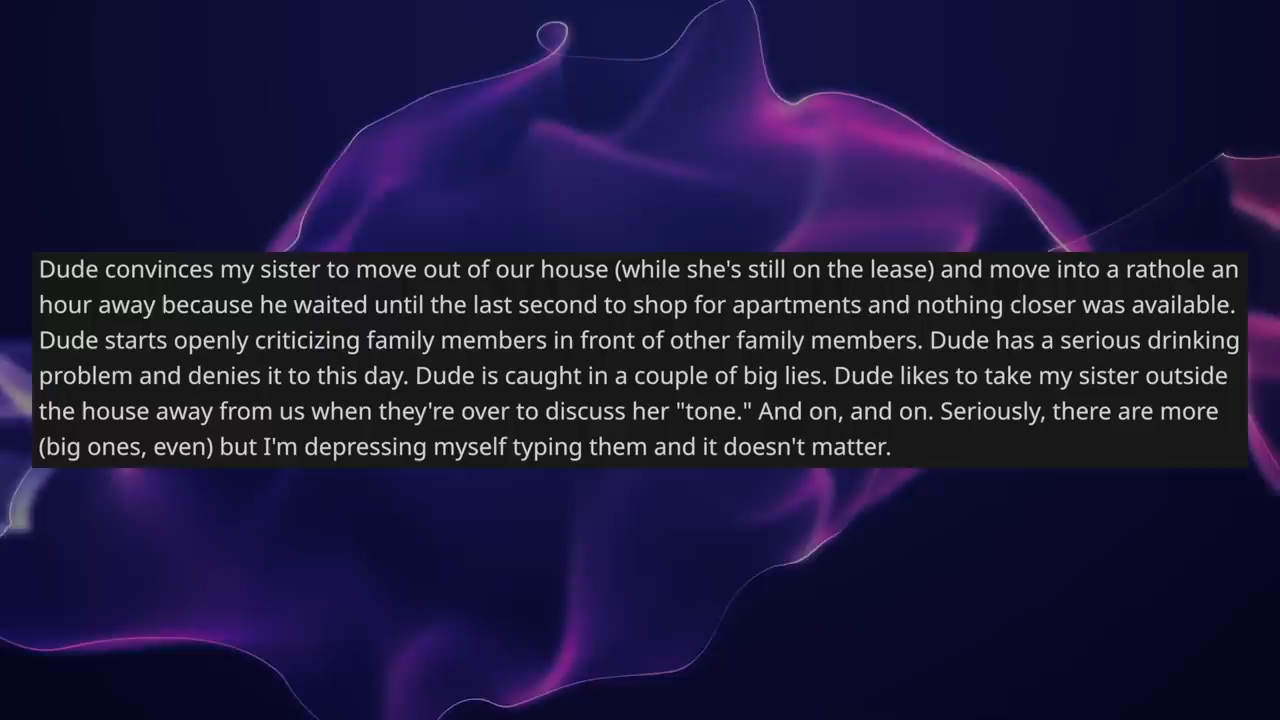 Dude convinces my sister to move out of our house (while she's still on the lease) and move into a rathole an
hour away because he waited until the last second to shop for apartments and nothing closer was available.
Dude starts openly criticizing family members in front of other family members. Dude has a serious drinking
problem and denies it to this day. Dude is caught in a couple of big lies. Dude likes to take my sister outside
the house away from us when they're over to discuss her "tone." And on, and on. Seriously, there are more
(big ones, even) but I'm depressing myself typing them and it doesn't matter.